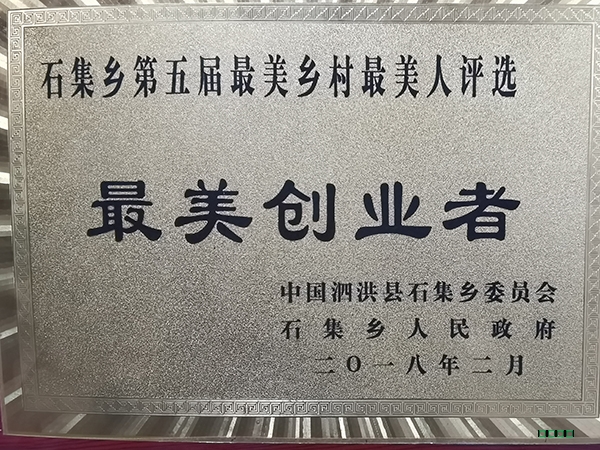 石集乡第五届最美乡村最美人评选
最美创业者
中国泗洪县石集乡委员会
石集乡人民政府
二〇一八年二月